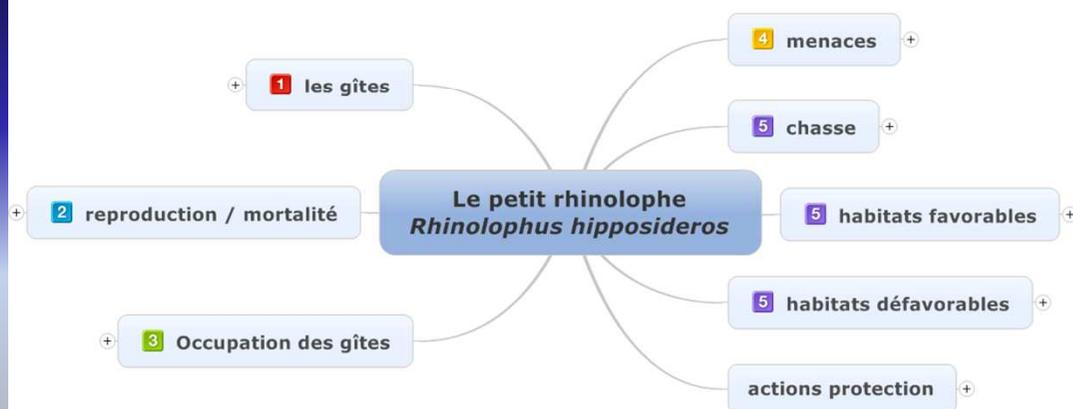 Le petit rhinolophe
Rhinolophus hipposideros
1 les gîtes
2 reproduction / mortalité
3 Occupation des gîtes
4 menaces
5 chasse
5 habitats favorables
5 habitats défavorables
actions protection